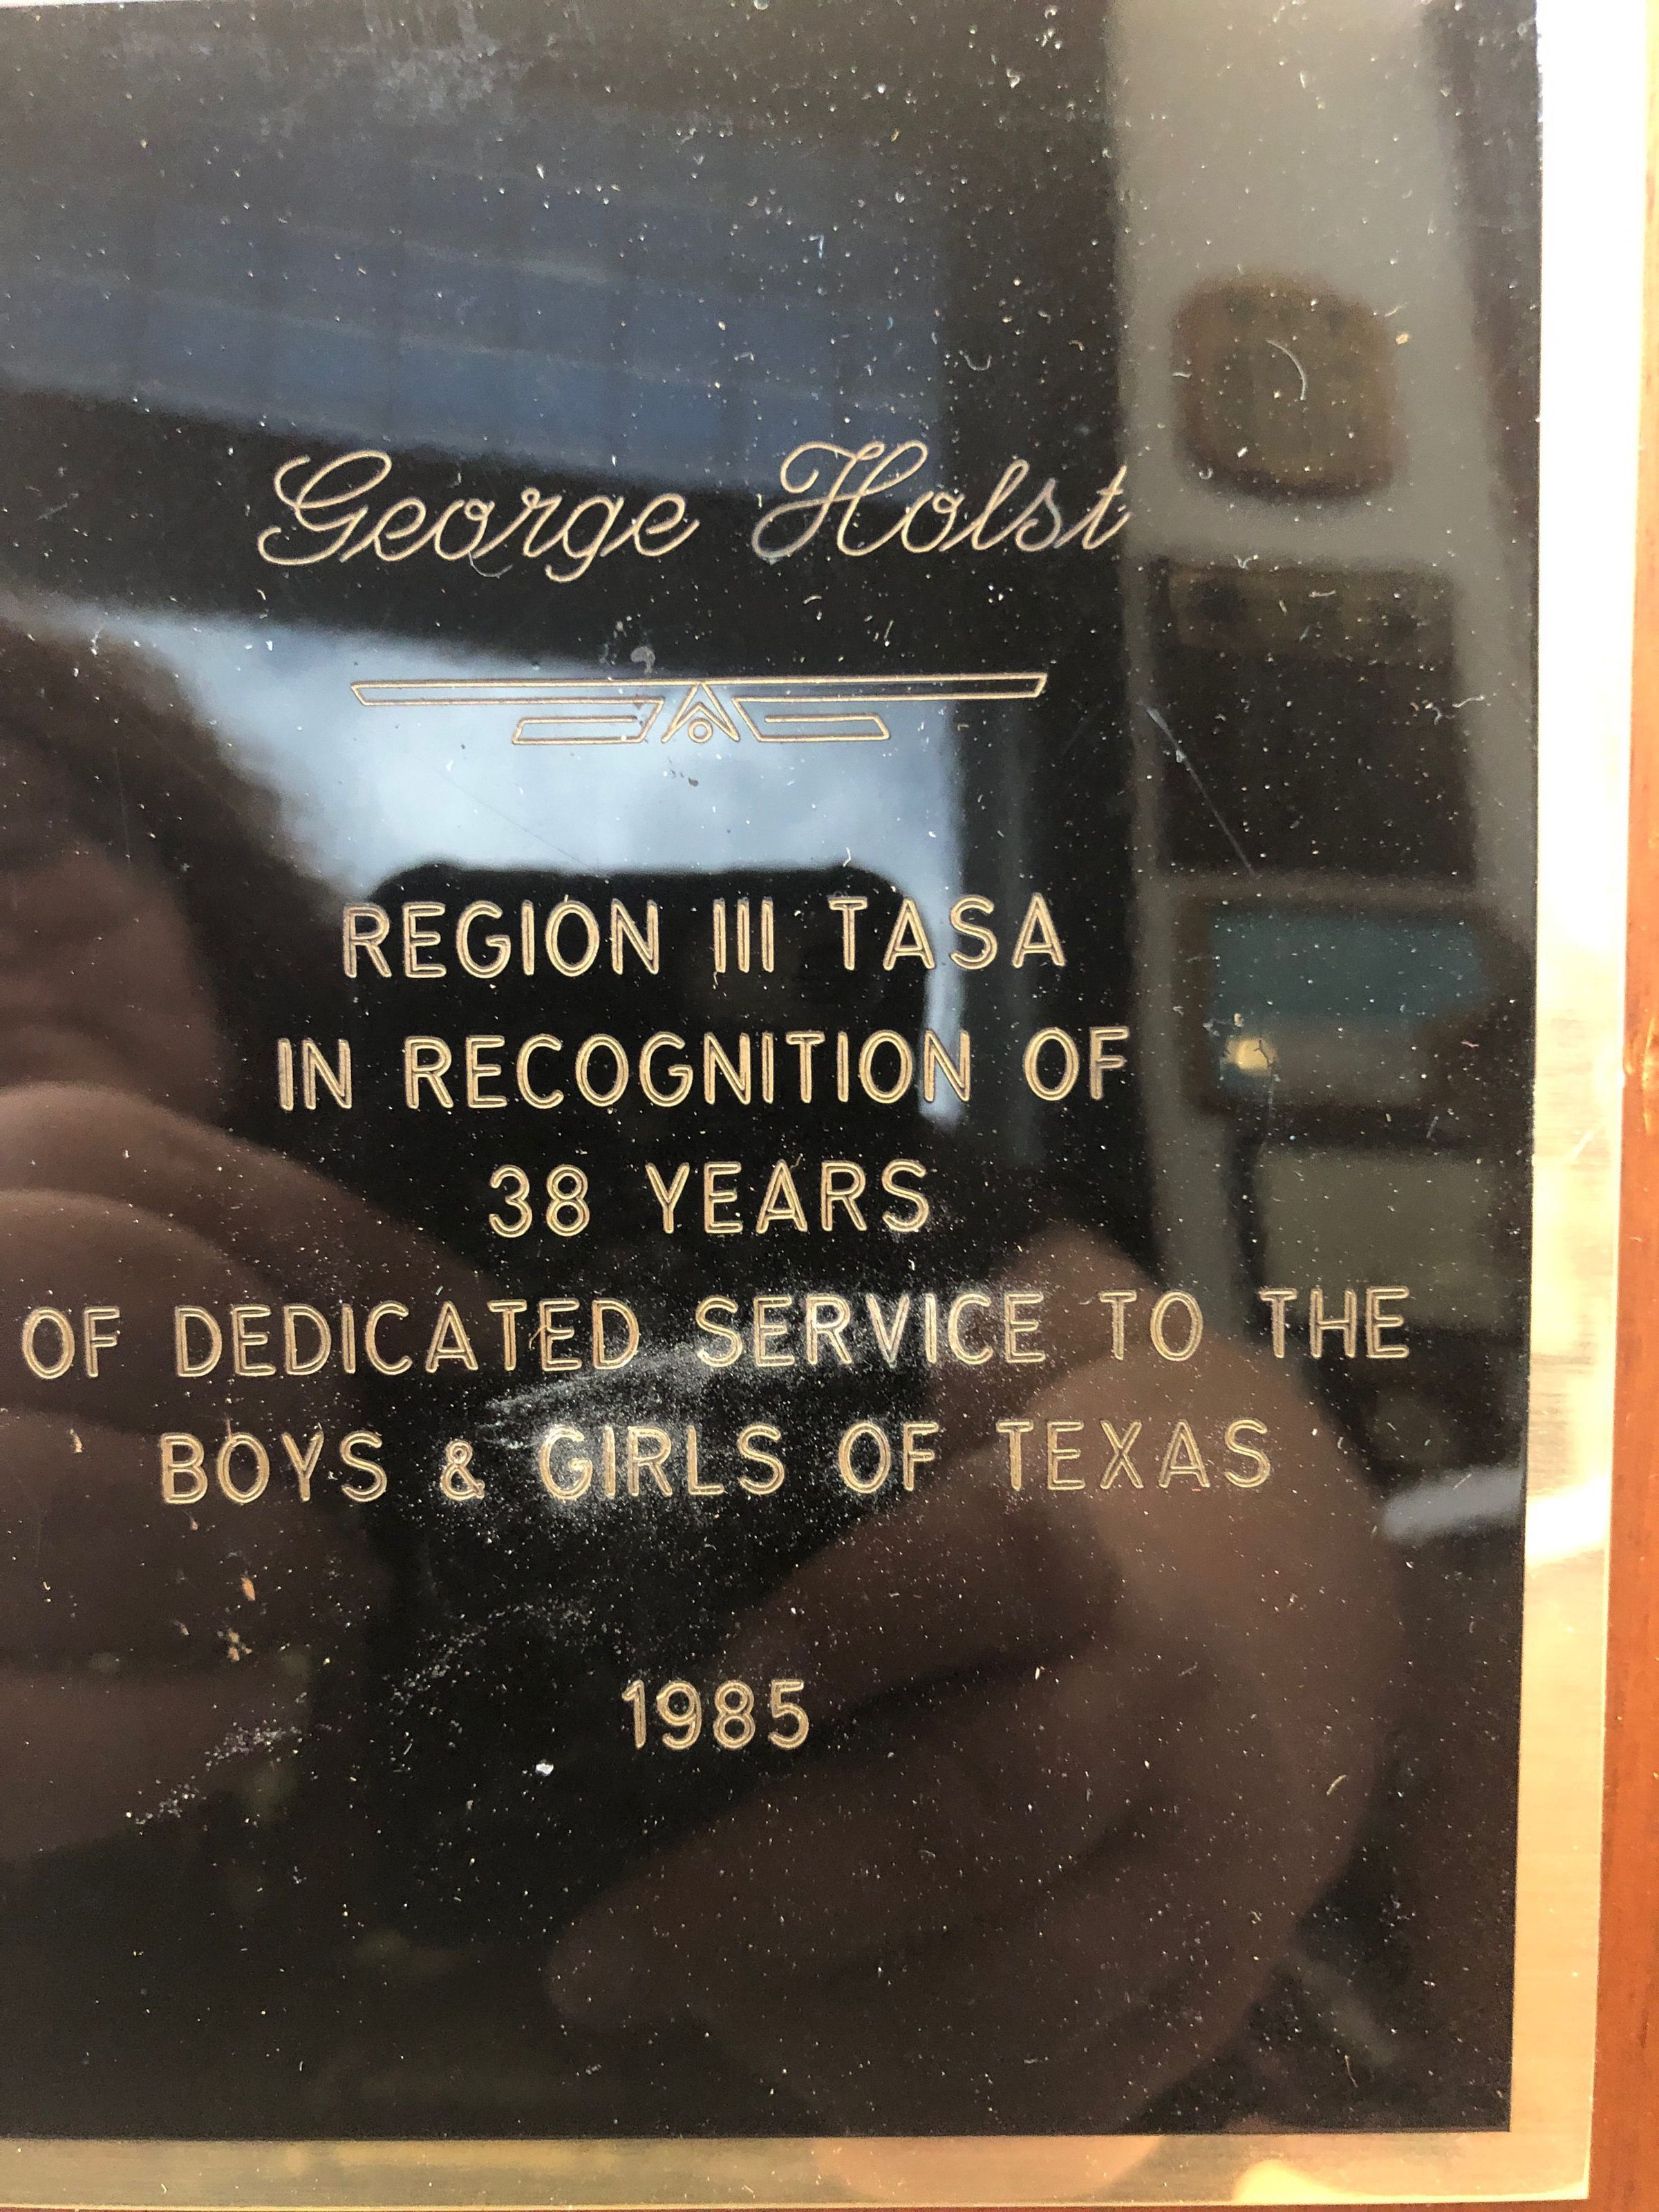 George Holst
REGION III TASA
IN RECOGNITION OF
38 YEARS
OF DEDICATED SERVICE TO THE
BOYS & GIRLS OF TEXAS
1985